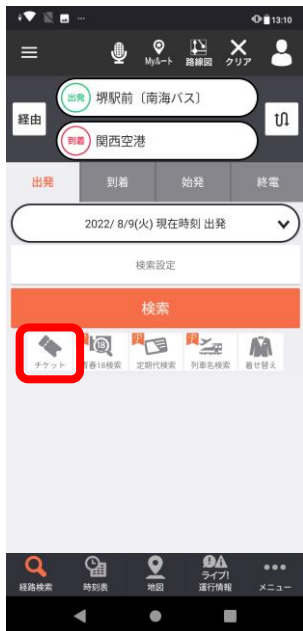 13:10
Myルート 路線図 クリア
出発 堺駅前〔南海バス〕
経由
到着 関西空港
出発 到着 始発 終電
2022/ 8/9(火) 現在時刻 出発
検索設定
検索
チケット 青春18検索 定期代検索 列車名検索 着せ替え
経路検索 時刻表 地図 ライブ!運行情報 メニュー